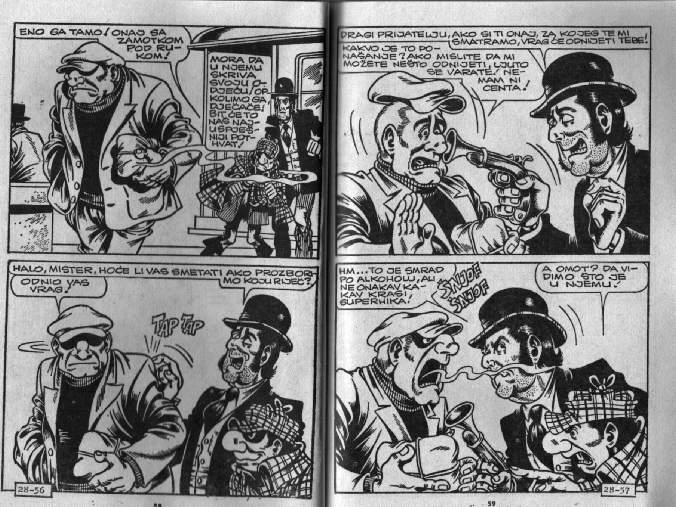 ENO GA TAMO! ONAJ SA
ZAMOTKOM
POD RU-
KOM!
MORA DA
U NJEMU
SKRIVA
SVOJU O-
DJEĆU! OP-
KOLIMO GA
DJEČAČE!
BIT ĆE TO
NAŠ NAJ-
USPJEŠ-
NIJI POT-
HVAT!
HALO, MISTER, HOĆE LI VAS SMETATI AKO PROZBORI-
MO KOJU RIJEČ?
ODNIO VAS
VRAG!
TAP TAP
28-56
DRAGI PRIJATELJU, AKO SI TI ONAJ, ZA KOJEG TE MI
SMATRAMO, VRAG ĆE ODNIJETI TEBE!
KAKVO JE TO PO-
NAŠANJE? AKO MISLITE DA MI
MOŽETE NEŠTO ODNIJETI, LJUTO
SE VARATE! NE-
MAM NI
CENTA!
HM...TO JE SMRAD
PO ALKOHOLU, ALI
NE ONAKAV KA-
KAV KRASI
SUPERHIKA!
ŠNJOF
ŠNJOF
A OMOT? DA VI-
DIMO ŠTO JE
U NJEMU!
28-57
59